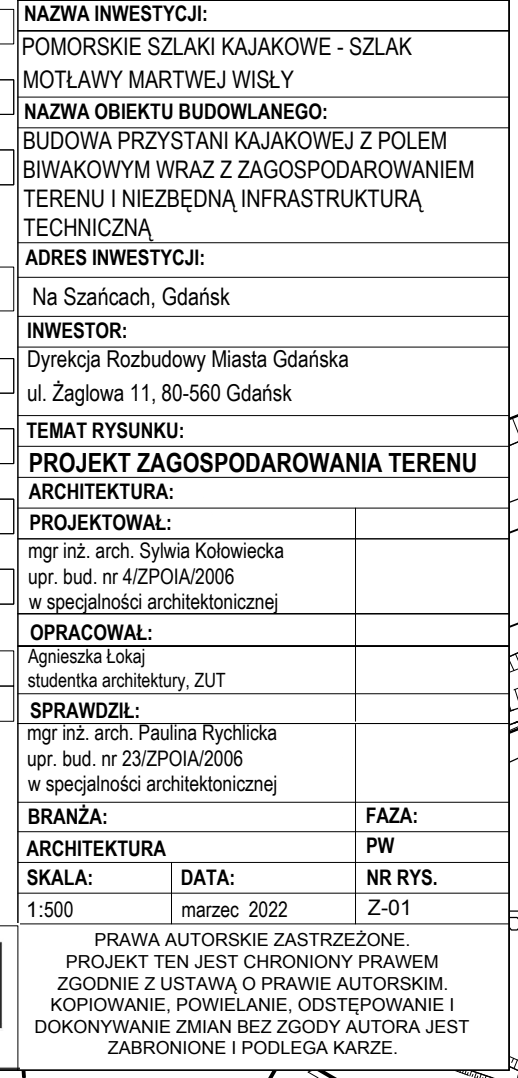 NAZWA INWESTYCJI:
POMORSKIE SZLAKI KAJAKOWE - SZLAK
MOTŁAWY MARTWEJ WISŁY
NAZWA OBIEKTU BUDOWLANEGO:
BUDOWA PRZYSTANI KAJAKOWEJ Z POLEM
BIWAKOWYM WRAZ Z ZAGOSPODAROWANIEM
TERENU I NIEZBĘDNĄ INFRASTRUKTURĄ
TECHNICZNĄ
ADRES INWESTYCJI:
Na Szańcach, Gdańsk
INWESTOR:
Dyrekcja Rozbudowy Miasta Gdańska
ul. Żaglowa 11, 80-560 Gdańsk
TEMAT RYSUNKU:
PROJEKT ZAGOSPODAROWANIA TERENU
ARCHITEKTURA:
PROJEKTOWAŁ:
mgr inż. arch. Sylwia Kołowiecka
upr. bud. nr 4/ZPOIA/2006
w specjalności architektonicznej
OPRACOWAŁ:
Agnieszka Łokaj
studentka architektury, ZUT
SPRAWDZIŁ:
mgr inż. arch. Paulina Rychlicka
upr. bud. nr 23/ZPOIA/2006
w specjalności architektonicznej
BRANŻA: FAZA:
ARCHITEKTURA PW
SKALA: DATA: NR RYS.
1:500 marzec 2022 Z-01
PRAWA AUTORSKIE ZASTRZEŻONE.
PROJEKT TEN JEST CHRONIONY PRAWEM
ZGODNIE Z USTAWĄ O PRAWIE AUTORSKIM.
KOPIOWANIE, POWIELANIE, ODSTĘPOWANIE I
DOKONYWANIE ZMIAN BEZ ZGODY AUTORA JEST
ZABRONIONE I PODLEGA KARZE.